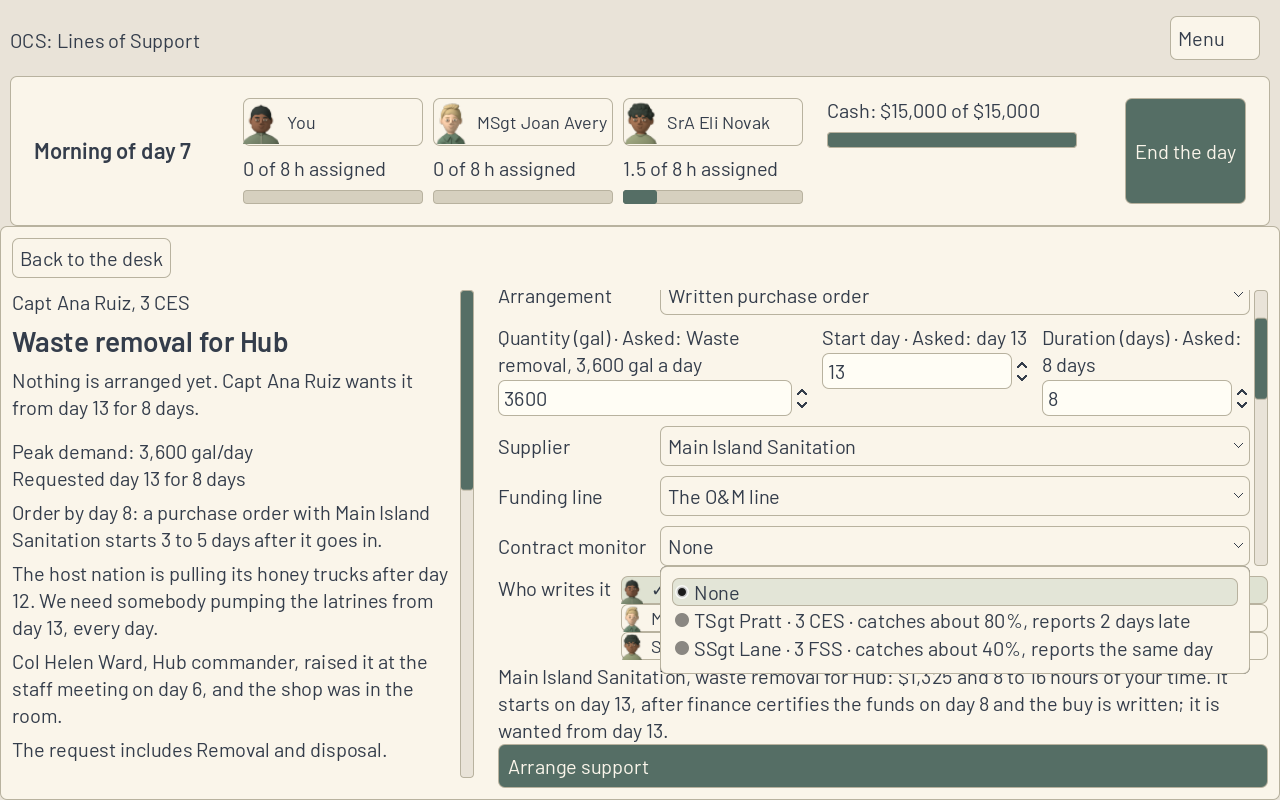 OCS: Lines of Support
Menu
Morning of day 7
You
MSgt Joan Avery
SrA Eli Novak
0 of 8 h assigned
0 of 8 h assigned
1.5 of 8 h assigned
Cash: $15,000 of $15,000
End the day
Back to the desk
Capt Ana Ruiz, 3 CES
Waste removal for Hub
Nothing is arranged yet. Capt Ana Ruiz wants it
from day 13 for 8 days.
Peak demand: 3,600 gal/day
Requested day 13 for 8 days
Order by day 8: a purchase order with Main Island
Sanitation starts 3 to 5 days after it goes in.
The host nation is pulling its honey trucks after day
12. We need somebody pumping the latrines from
day 13, every day.
Col Helen Ward, Hub commander, raised it at the
staff meeting on day 6, and the shop was in the
room.
The request includes Removal and disposal.
Arrangement
Written purchase order
Quantity (gal) · Asked: Waste
removal, 3,600 gal a day
3600
Start day · Asked: day 13
13
Duration (days) · Asked:
8 days
8
Supplier
Main Island Sanitation
Funding line
The O&M line
Contract monitor
None
None
TSgt Pratt · 3 CES · catches about 80%, reports 2 days late
SSgt Lane · 3 FSS · catches about 40%, reports the same day
Who writes it
✓
M
S
Main Island Sanitation, waste removal for Hub: $1,325 and 8 to 16 hours of your time. It
starts on day 13, after finance certifies the funds on day 8 and the buy is written; it is
wanted from day 13.
Arrange support